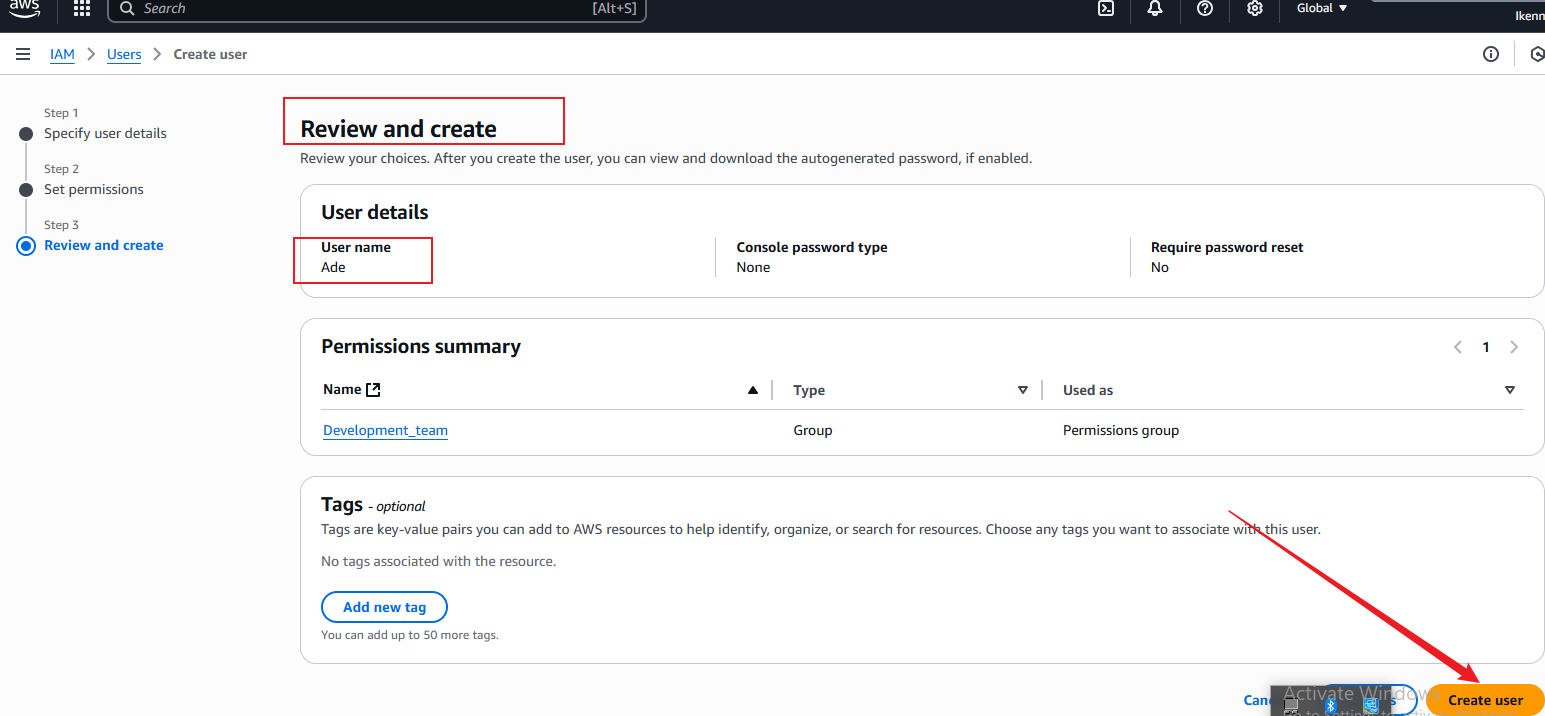 aws
Search [Alt+S]
Global
Ikenn
IAM > Users > Create user
Step 1
Specify user details
Step 2
Set permissions
Step 3
Review and create
Review and create
Review your choices. After you create the user, you can view and download the autogenerated password, if enabled.
User details
User name Console password type Require password reset
Ade None No
Permissions summary
1
Name Type Used as
Development_team Group Permissions group
Tags - optional
Tags are key-value pairs you can add to AWS resources to help identify, organize, or search for resources. Choose any tags you want to associate with this user.
No tags associated with the resource.
Add new tag
You can add up to 50 more tags.
Activate Windows
Create user